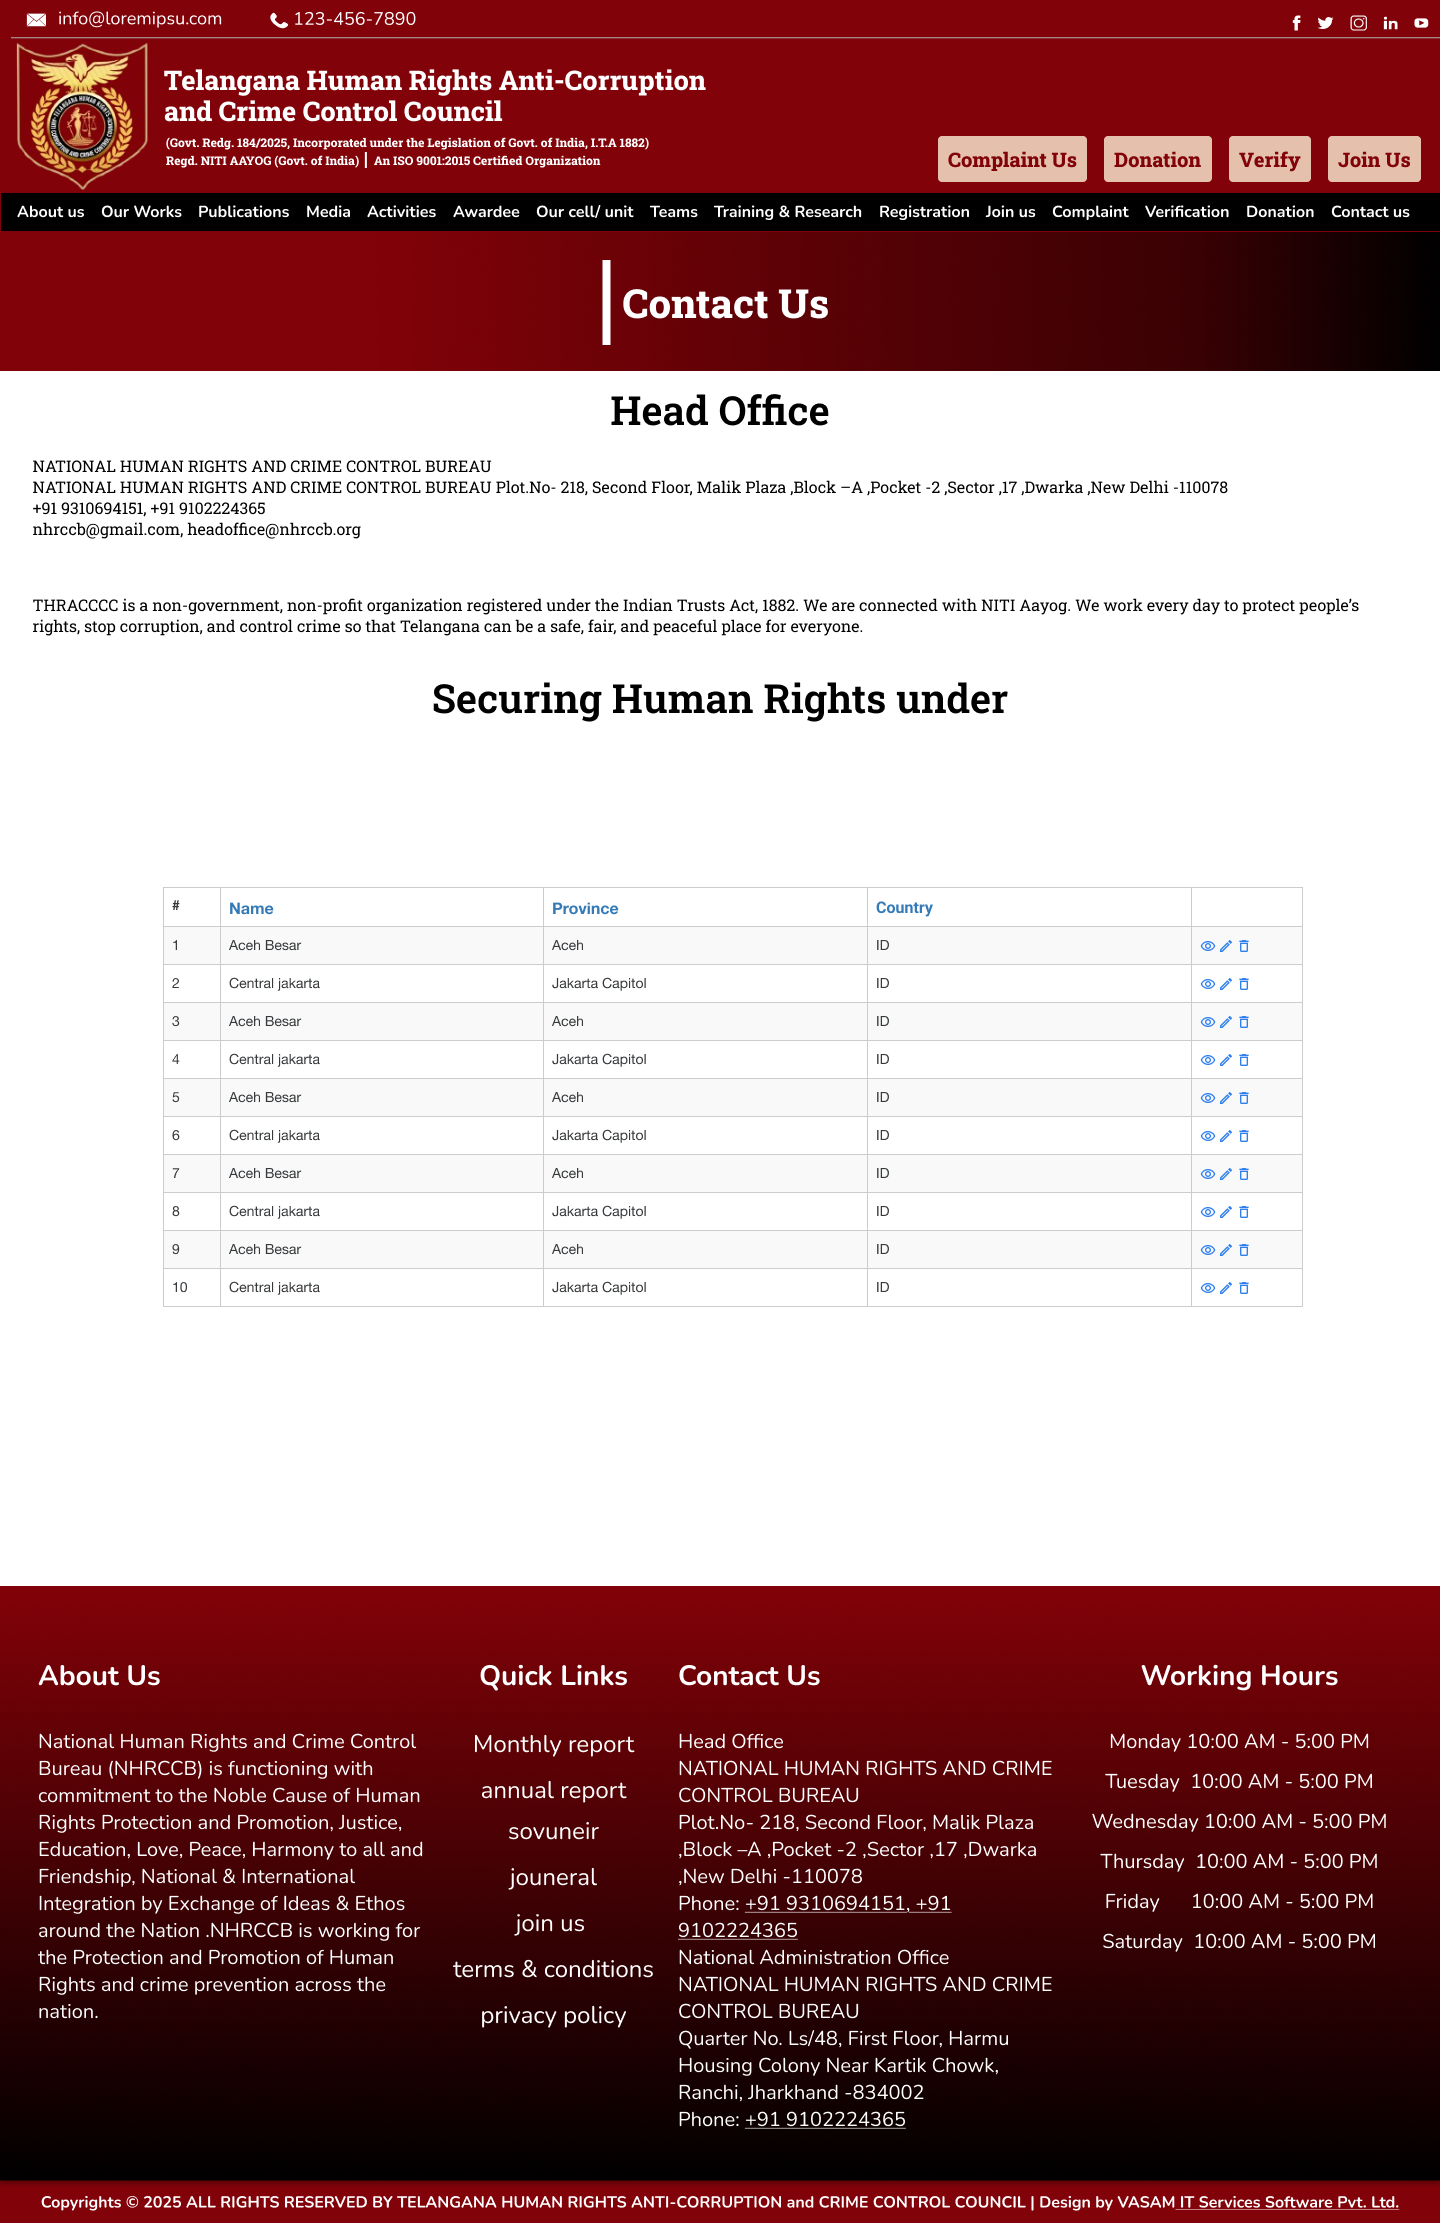 info@loremipsu.com 123-456-7890
Telangana Human Rights Anti-Corruption
and Crime Control Council
(Govt. Redg. 184/2025, Incorporated under the Legislation of Govt. of India, I.T.A 1882)
Regd. NITI AAYOG (Govt. of India) | An ISO 9001:2015 Certified Organization
Complaint Us Donation Verify Join Us
About us Our Works Publications Media Activities Awardee Our cell/ unit Teams Training & Research Registration Join us Complaint Verification Donation Contact us
Contact Us
Head Office
NATIONAL HUMAN RIGHTS AND CRIME CONTROL BUREAU
NATIONAL HUMAN RIGHTS AND CRIME CONTROL BUREAU Plot.No- 218, Second Floor, Malik Plaza ,Block –A ,Pocket -2 ,Sector ,17 ,Dwarka ,New Delhi -110078
+91 9310694151, +91 9102224365
nhrccb@gmail.com, headoffice@nhrccb.org
THRACCCC is a non-government, non-profit organization registered under the Indian Trusts Act, 1882. We are connected with NITI Aayog. We work every day to protect people’s
rights, stop corruption, and control crime so that Telangana can be a safe, fair, and peaceful place for everyone.
Securing Human Rights under
# Name Province Country
1 Aceh Besar Aceh ID
2 Central jakarta Jakarta Capitol ID
3 Aceh Besar Aceh ID
4 Central jakarta Jakarta Capitol ID
5 Aceh Besar Aceh ID
6 Central jakarta Jakarta Capitol ID
7 Aceh Besar Aceh ID
8 Central jakarta Jakarta Capitol ID
9 Aceh Besar Aceh ID
10 Central jakarta Jakarta Capitol ID
About Us
National Human Rights and Crime Control
Bureau (NHRCCB) is functioning with
commitment to the Noble Cause of Human
Rights Protection and Promotion, Justice,
Education, Love, Peace, Harmony to all and
Friendship, National & International
Integration by Exchange of Ideas & Ethos
around the Nation .NHRCCB is working for
the Protection and Promotion of Human
Rights and crime prevention across the
nation.
Quick Links
Monthly report
annual report
sovuneir
jouneral
join us
terms & conditions
privacy policy
Contact Us
Head Office
NATIONAL HUMAN RIGHTS AND CRIME
CONTROL BUREAU
Plot.No- 218, Second Floor, Malik Plaza
,Block –A ,Pocket -2 ,Sector ,17 ,Dwarka
,New Delhi -110078
Phone: +91 9310694151, +91
9102224365
National Administration Office
NATIONAL HUMAN RIGHTS AND CRIME
CONTROL BUREAU
Quarter No. Ls/48, First Floor, Harmu
Housing Colony Near Kartik Chowk,
Ranchi, Jharkhand -834002
Phone: +91 9102224365
Working Hours
Monday 10:00 AM - 5:00 PM
Tuesday 10:00 AM - 5:00 PM
Wednesday 10:00 AM - 5:00 PM
Thursday 10:00 AM - 5:00 PM
Friday 10:00 AM - 5:00 PM
Saturday 10:00 AM - 5:00 PM
Copyrights © 2025 ALL RIGHTS RESERVED BY TELANGANA HUMAN RIGHTS ANTI-CORRUPTION and CRIME CONTROL COUNCIL | Design by VASAM IT Services Software Pvt. Ltd.